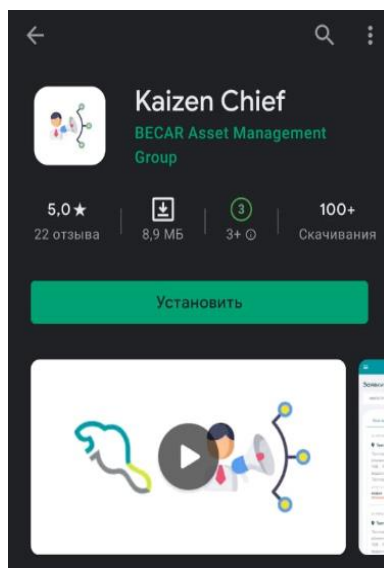 Kaizen Chief
BECAR Asset Management
Group
5,0★
22 отзыва
8,9 МБ
3
3+
100+
Скачивания
Установить